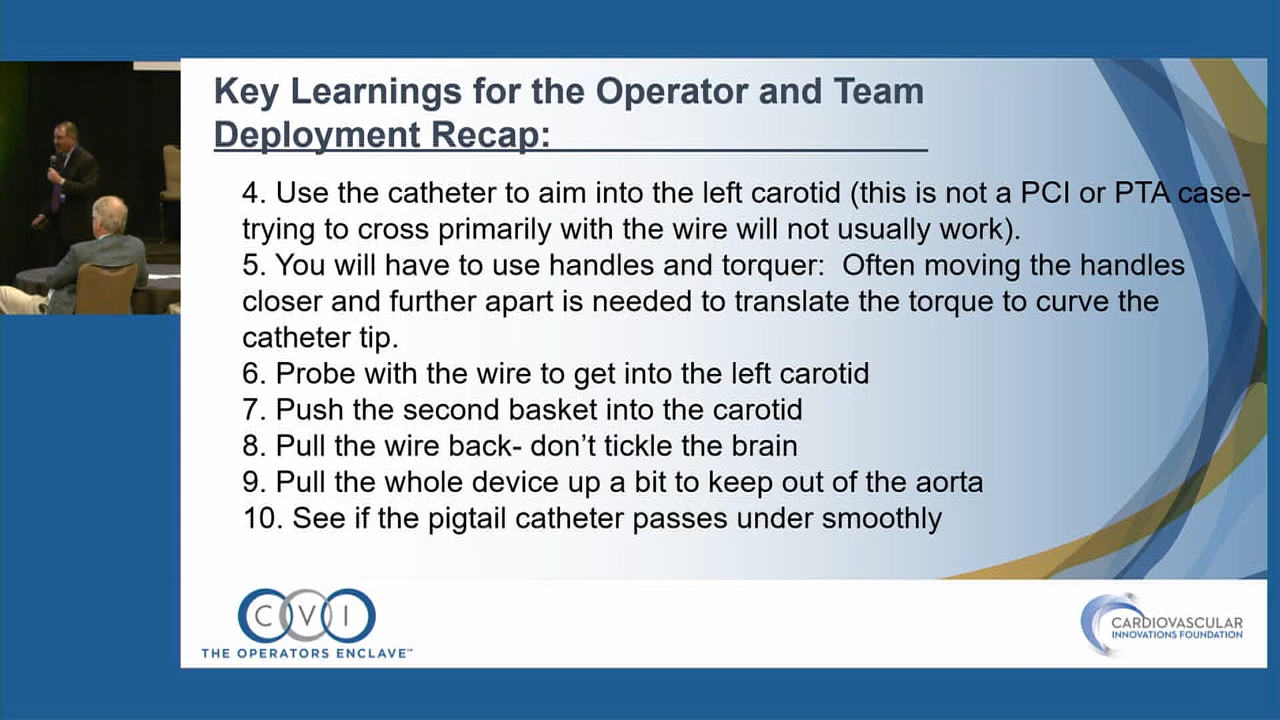 Key Learnings for the Operator and Team
Deployment Recap:
4. Use the catheter to aim into the left carotid (this is not a PCI or PTA case-
trying to cross primarily with the wire will not usually work).
5. You will have to use handles and torquer:  Often moving the handles
closer and further apart is needed to translate the torque to curve the
catheter tip.
6. Probe with the wire to get into the left carotid
7. Push the second basket into the carotid
8. Pull the wire back- don’t tickle the brain
9. Pull the whole device up a bit to keep out of the aorta
10. See if the pigtail catheter passes under smoothly
CVI
THE OPERATORS ENCLAVE™
CARDIOVASCULAR
INNOVATIONS FOUNDATION